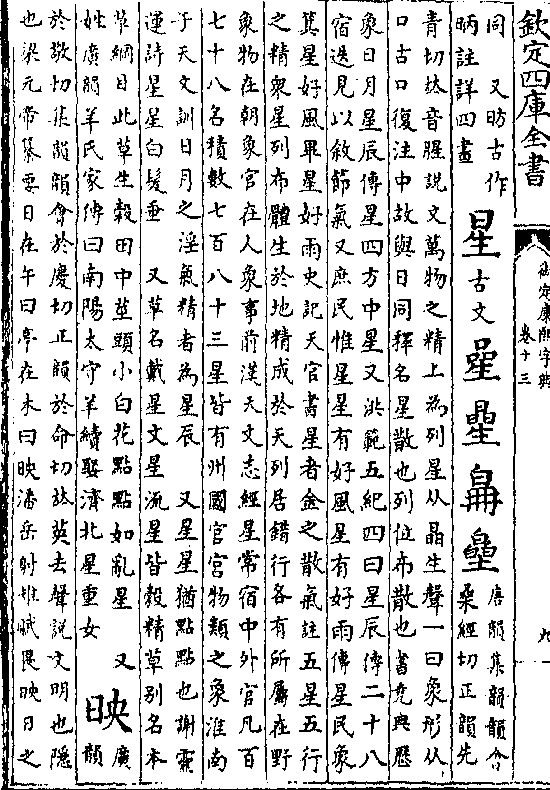 欽定四庫全書
御定康熙字典
卷十三
九
同 又昉古作
昞註詳四畫
星古文曐
唐韻集韻韻會
桑經切正韻先
青切𠀤音腥說文萬物之精上為列星从晶生聲一曰象形从
口古口復注中故與日同釋名星散也列位布散也書堯典歷
象日月星辰傳星四方中星又洪範五紀四曰星辰傳二十八
宿迭見以敘節氣又庶民惟星星有好風星有好雨傳星民象
箕星好風畢星好雨史記天官書星者金之散氣註五星五行
之精衆星列布體生於地精成於天列居錯行各有所屬在野
象物在朝象官在人象事前漢天文志經星常宿中外官凡百
七十八名積數七百八十三星皆有州國官宮物類之象淮南
子天文訓日月之淫氣精者為星辰 又星星猶點點也謝靈
運詩星星白髮垂 又草名戴星文星流星皆穀精草别名本
草綱目此草生穀田中莖頭小白花點點如亂星 又
姓廣韻羊氏家傳曰南陽太守羊續娶濟北星重女
映
廣
韻
於敬切集韻韻會於慶切正韻於命切𠀤英去聲說文明也隱
也梁元帝纂要日在午曰亭在未曰映潘岳射雉賦畏映日之